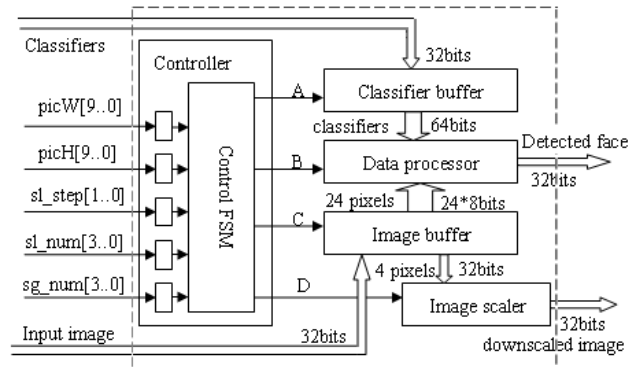 Classifiers
32bits
Controller
Classifier buffer
A
picW[9..0]
classifiers
64bits
Detected face
picH[9..0]
B
Data processor
32bits
Control FSM
sl_step[1..0]
24 pixels
24*8bits
C
Image buffer
sl_num[3..0]
4 pixels
32bits
sg_num[3..0]
D
Image scaler
Input image
32bits
32bits
downscaled image